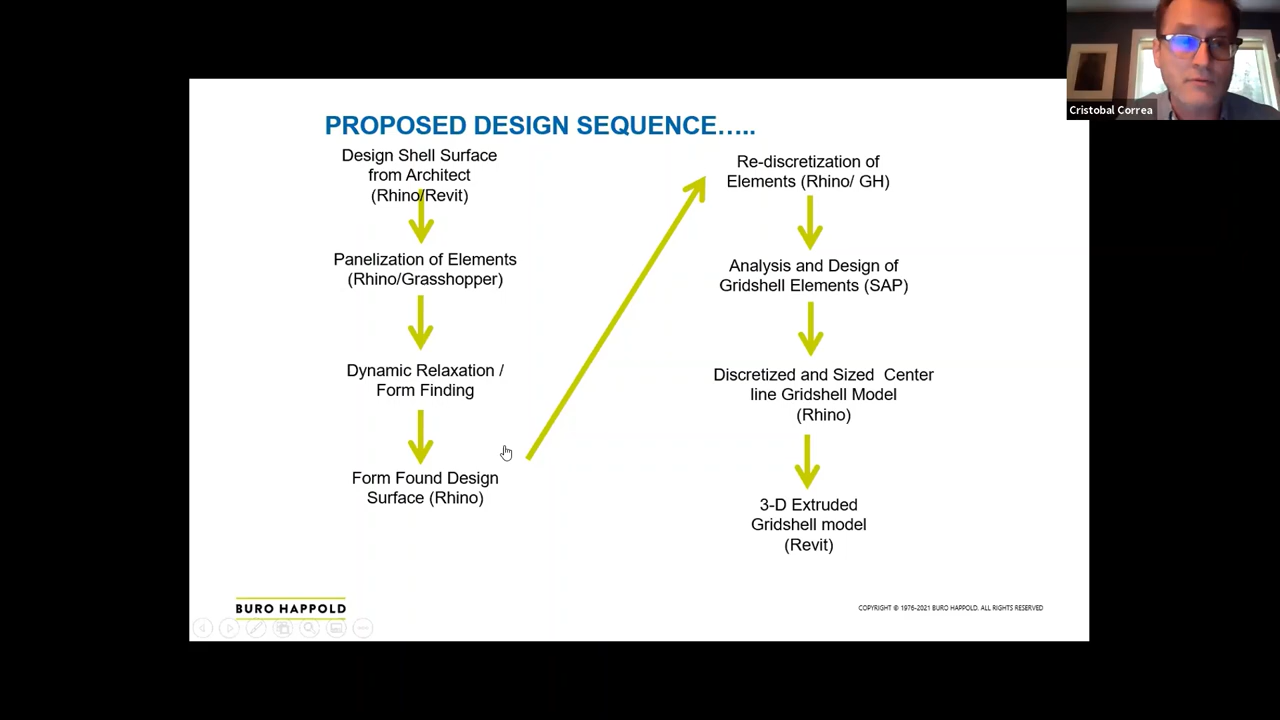 PROPOSED DESIGN SEQUENCE…..
Design Shell Surface
from Architect
(Rhino/Revit)
Panelization of Elements
(Rhino/Grasshopper)
Dynamic Relaxation /
Form Finding
Form Found Design
Surface (Rhino)
Re-discretization of
Elements (Rhino/ GH)
Analysis and Design of
Gridshell Elements (SAP)
Discretized and Sized  Center
line Gridshell Model
(Rhino)
3-D Extruded
Gridshell model
(Revit)
BURO HAPPOLD
COPYRIGHT © 1976-2021 BURO HAPPOLD. ALL RIGHTS RESERVED
Cristobal Correa